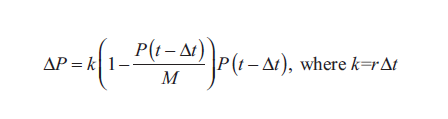 ΔP = k(1 − P(t − Δt)/M)P(t − Δt), where k=rΔt